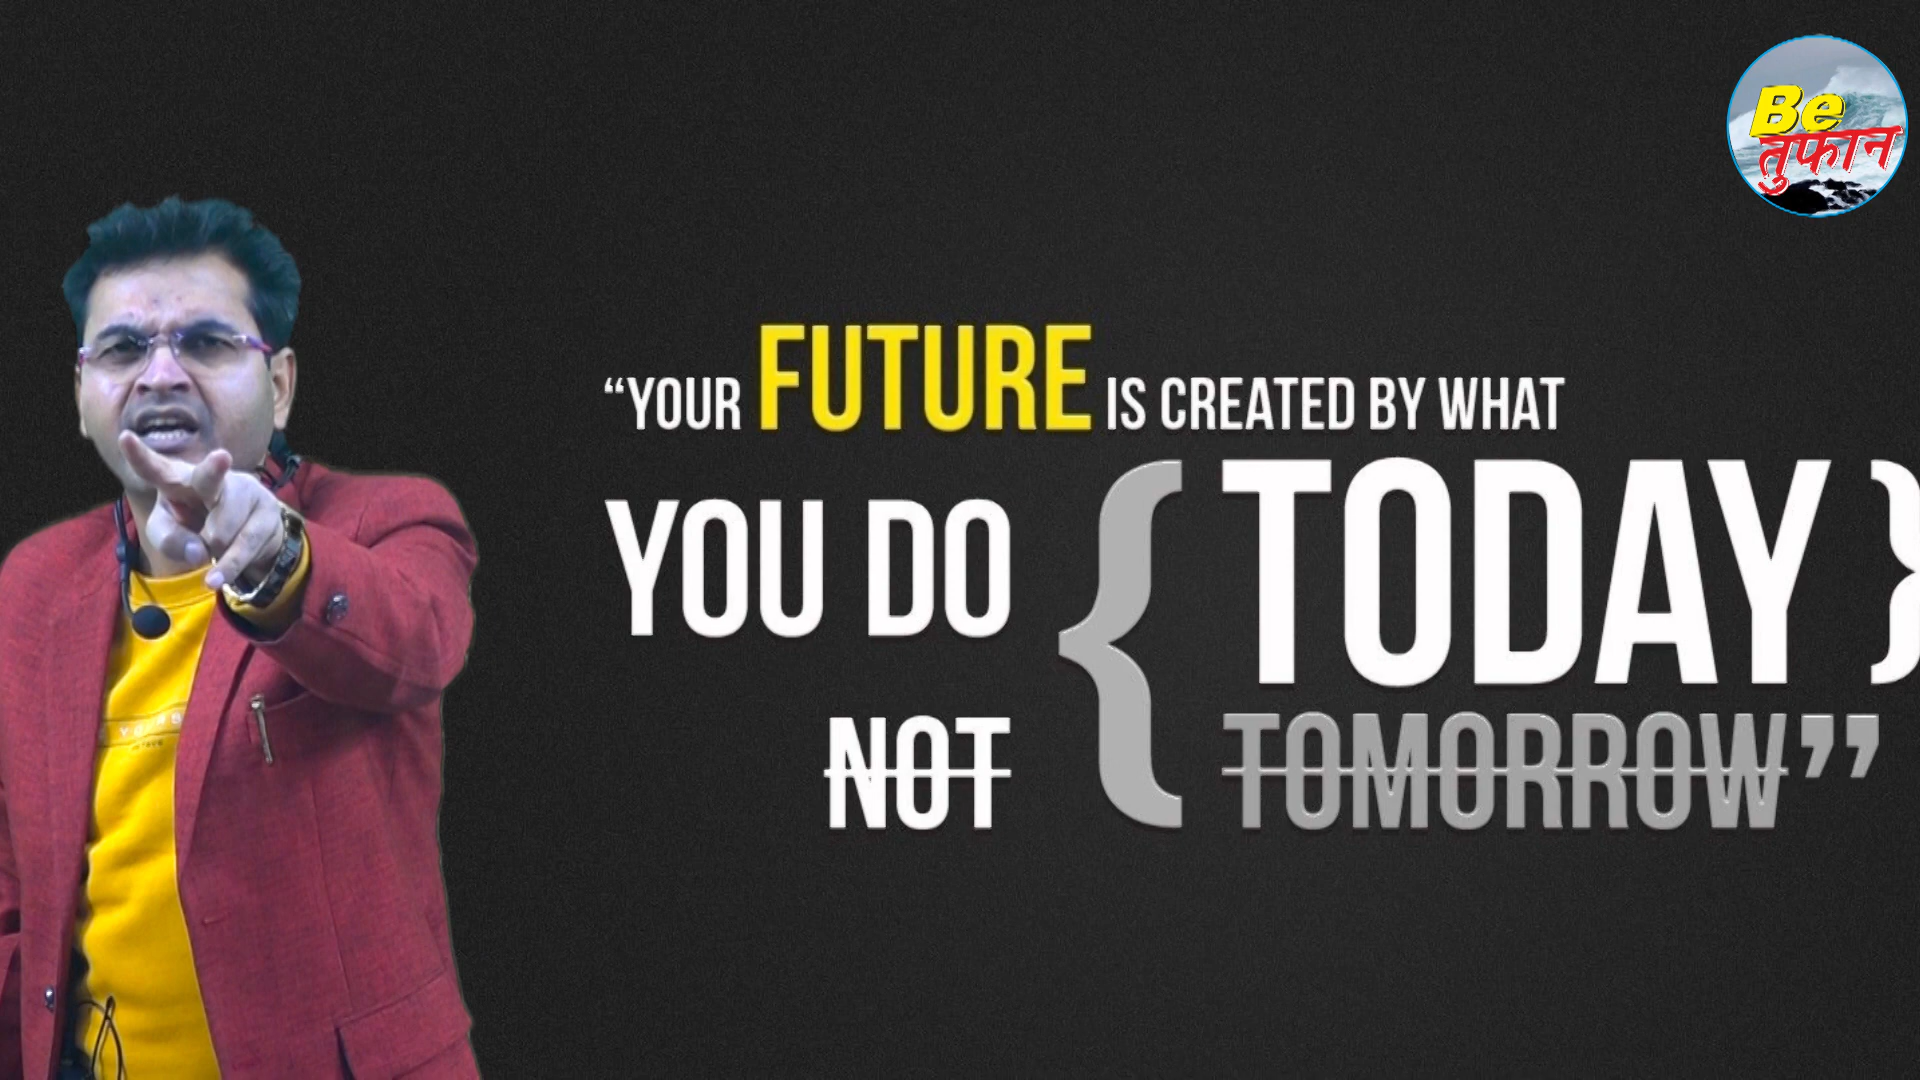 Be
तुफान
“YOUR FUTURE IS CREATED BY WHAT
YOU DO { TODAY }
NOT TOMORROW”